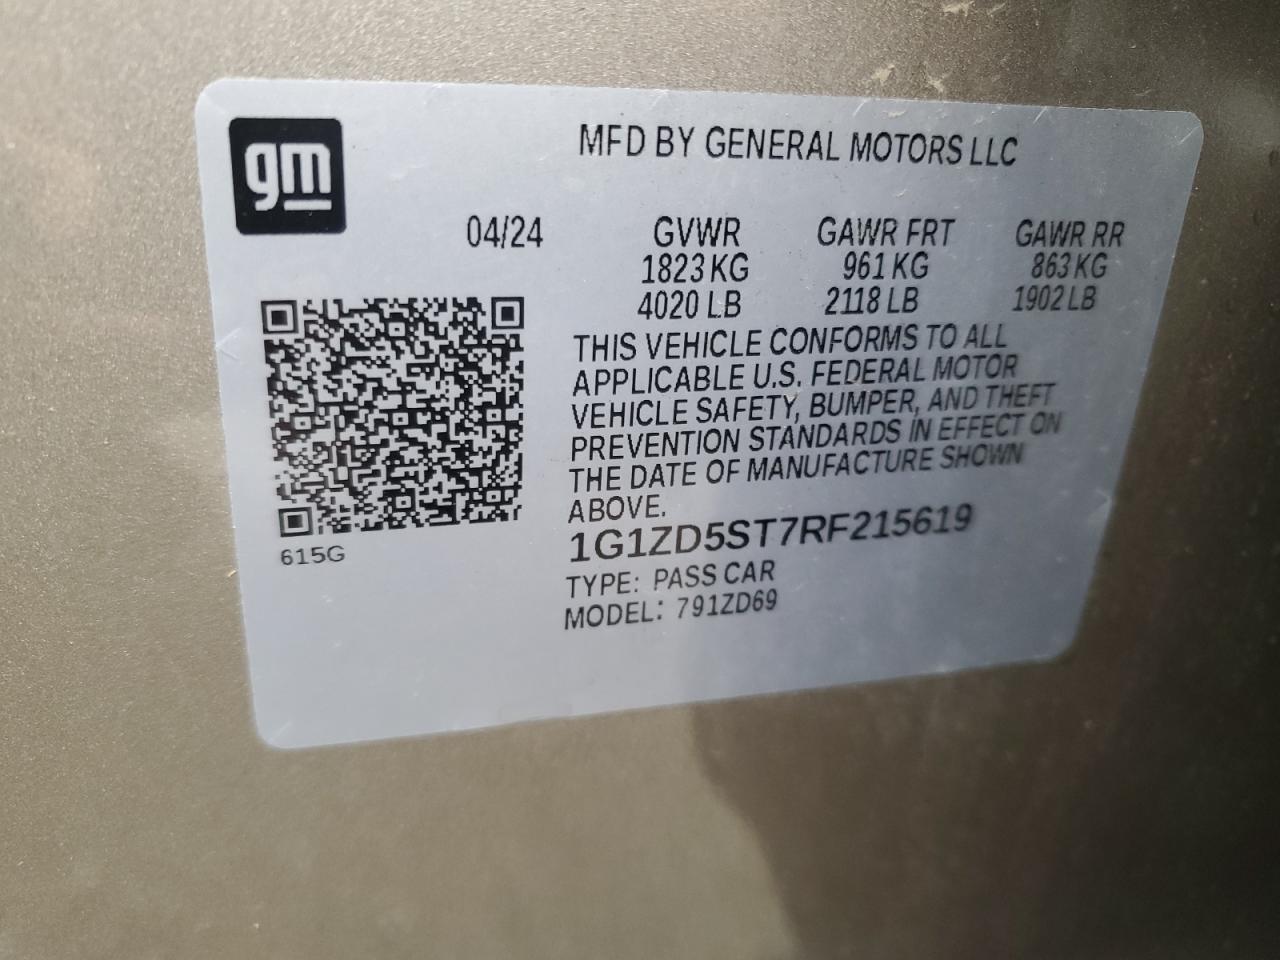 gm
MFD BY GENERAL MOTORS LLC
04/24 GVWR GAWR FRT GAWR RR
1823 KG 961 KG 863 KG
4020 LB 2118 LB 1902 LB
THIS VEHICLE CONFORMS TO ALL
APPLICABLE U.S. FEDERAL MOTOR
VEHICLE SAFETY, BUMPER, AND THEFT
PREVENTION STANDARDS IN EFFECT ON
THE DATE OF MANUFACTURE SHOWN
ABOVE.
615G
1G1ZD5ST7RF215619
TYPE: PASS CAR
MODEL: 791ZD69